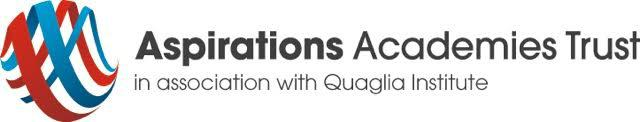 Aspirations Academies Trust
in association with Quaglia Institute